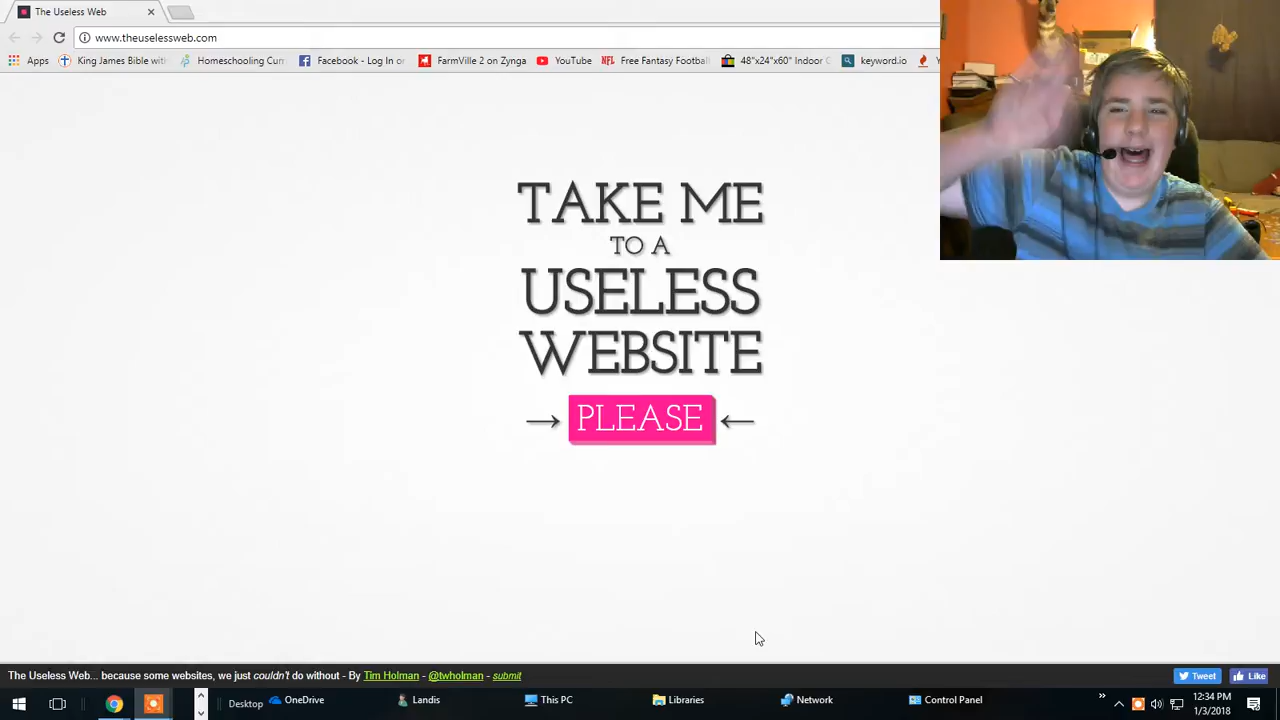 The Useless Web
www.theuselessweb.com
Apps King James Bible with Homeschooling Curr Facebook - Log In or FarmVille 2 on Zynga YouTube NFL Free Fantasy Footbal 48"x24"x60" Indoor G keyword.io
TAKE ME
TO A
USELESS
WEBSITE
→ PLEASE ←
The Useless Web... because some websites, we just couldn't do without - By Tim Holman - @twholman - submit
Tweet Like
Desktop OneDrive Landis This PC Libraries Network Control Panel
12:34 PM
1/3/2018